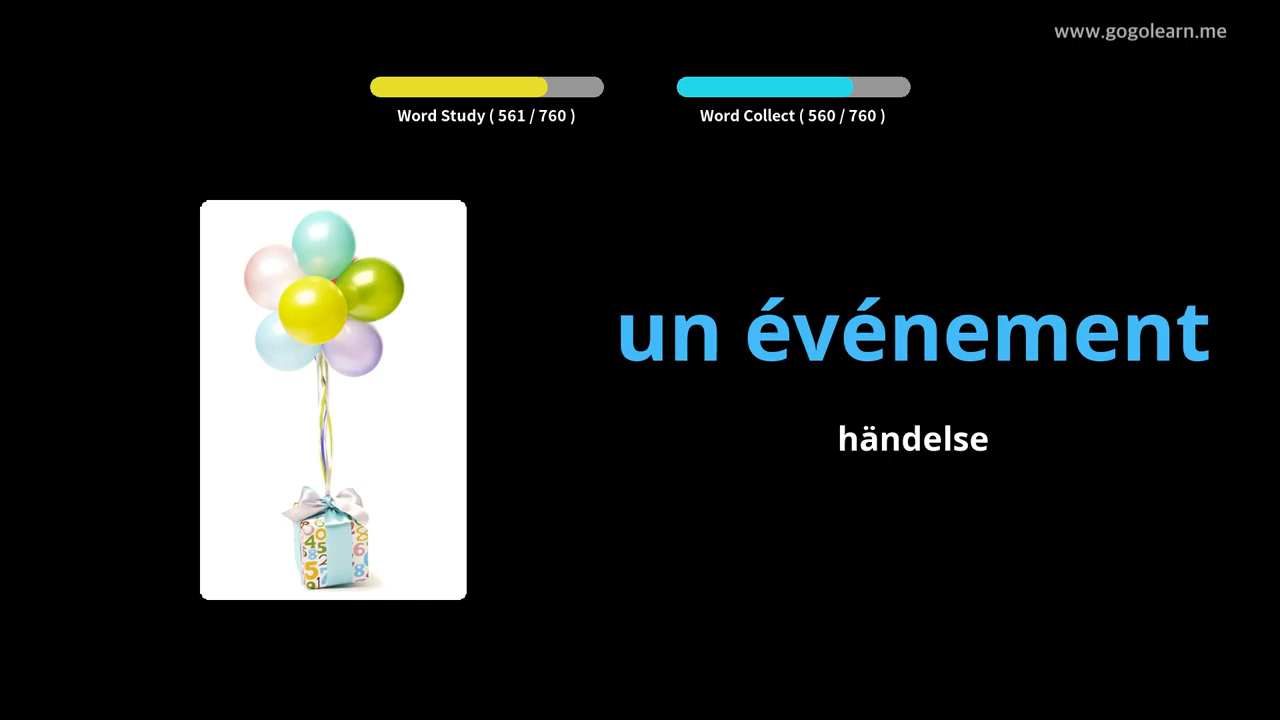 www.gogolearn.me
Word Study ( 561 / 760 )
Word Collect ( 560 / 760 )
un événement
händelse